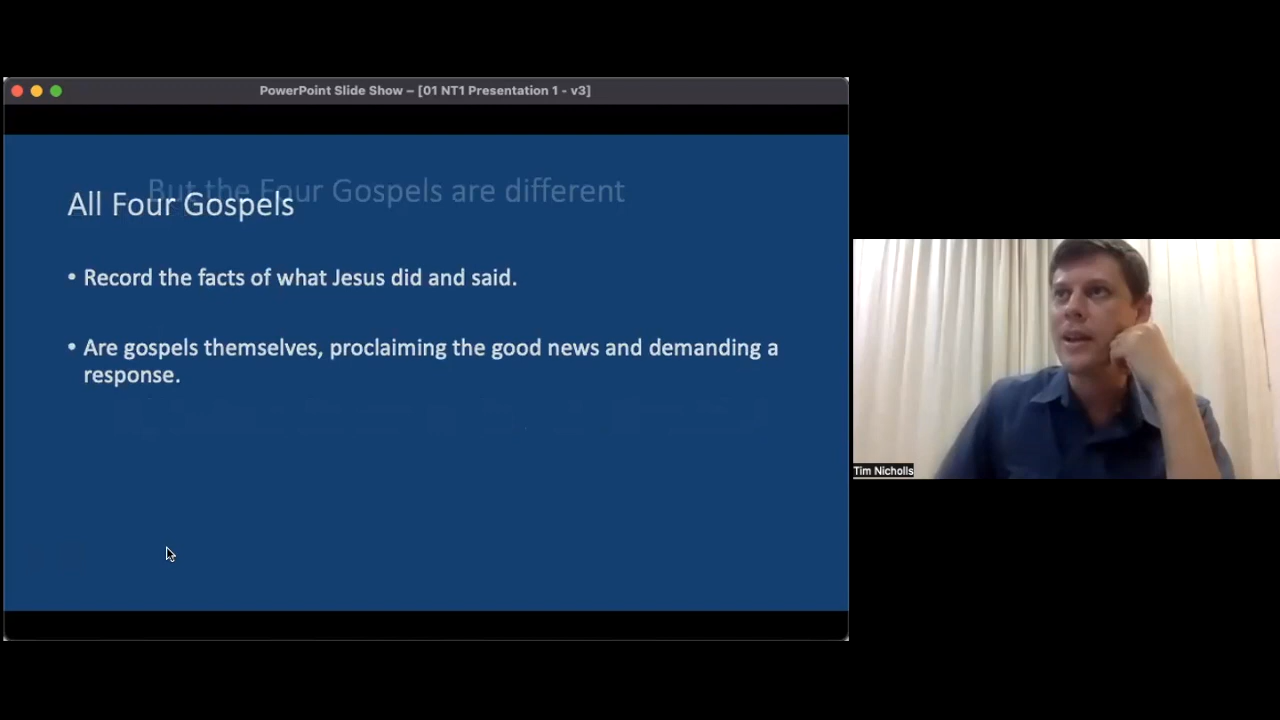 PowerPoint Slide Show – [01 NT1 Presentation 1 - v3]
But the Four Gospels are different
All Four Gospels
• Record the facts of what Jesus did and said.
• Are gospels themselves, proclaiming the good news and demanding a
response.
Tim Nicholls